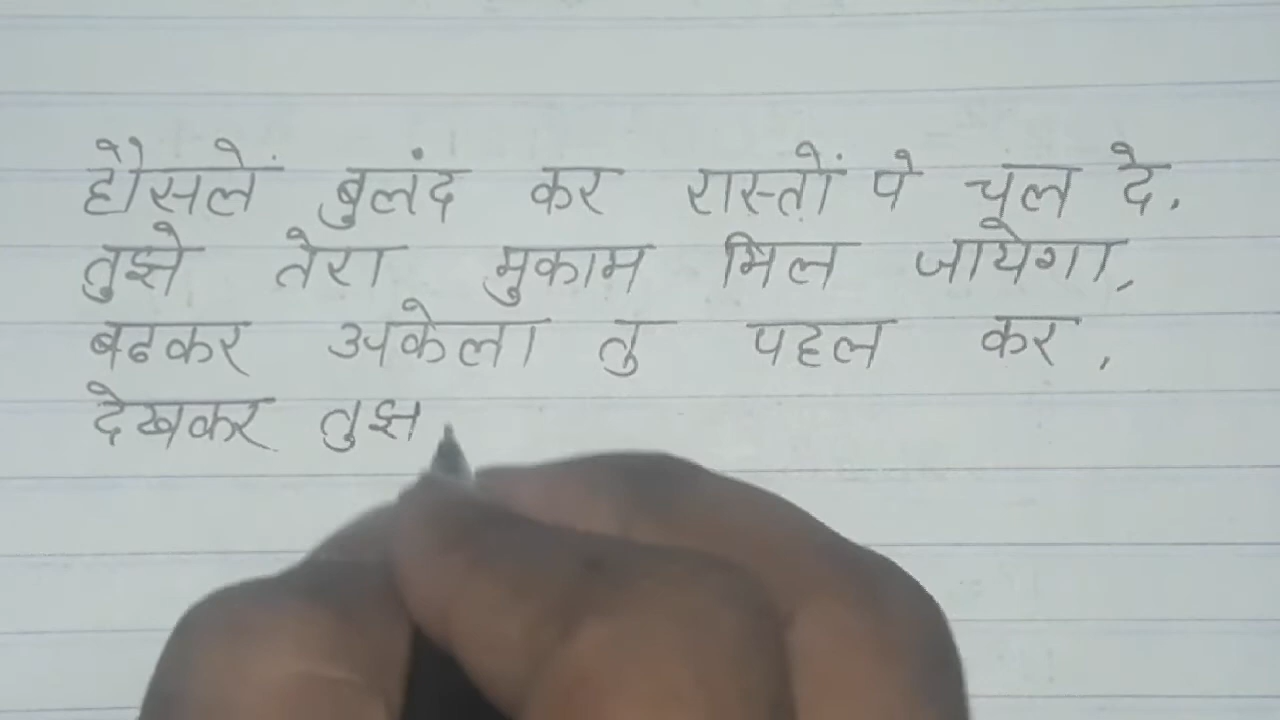 हौसलें बुलंद कर रास्तों पे चल दे.
तुझे तेरा मुकाम मिल जायेगा,
बढकर अकेला तु पहल कर,
देखकर तुझ